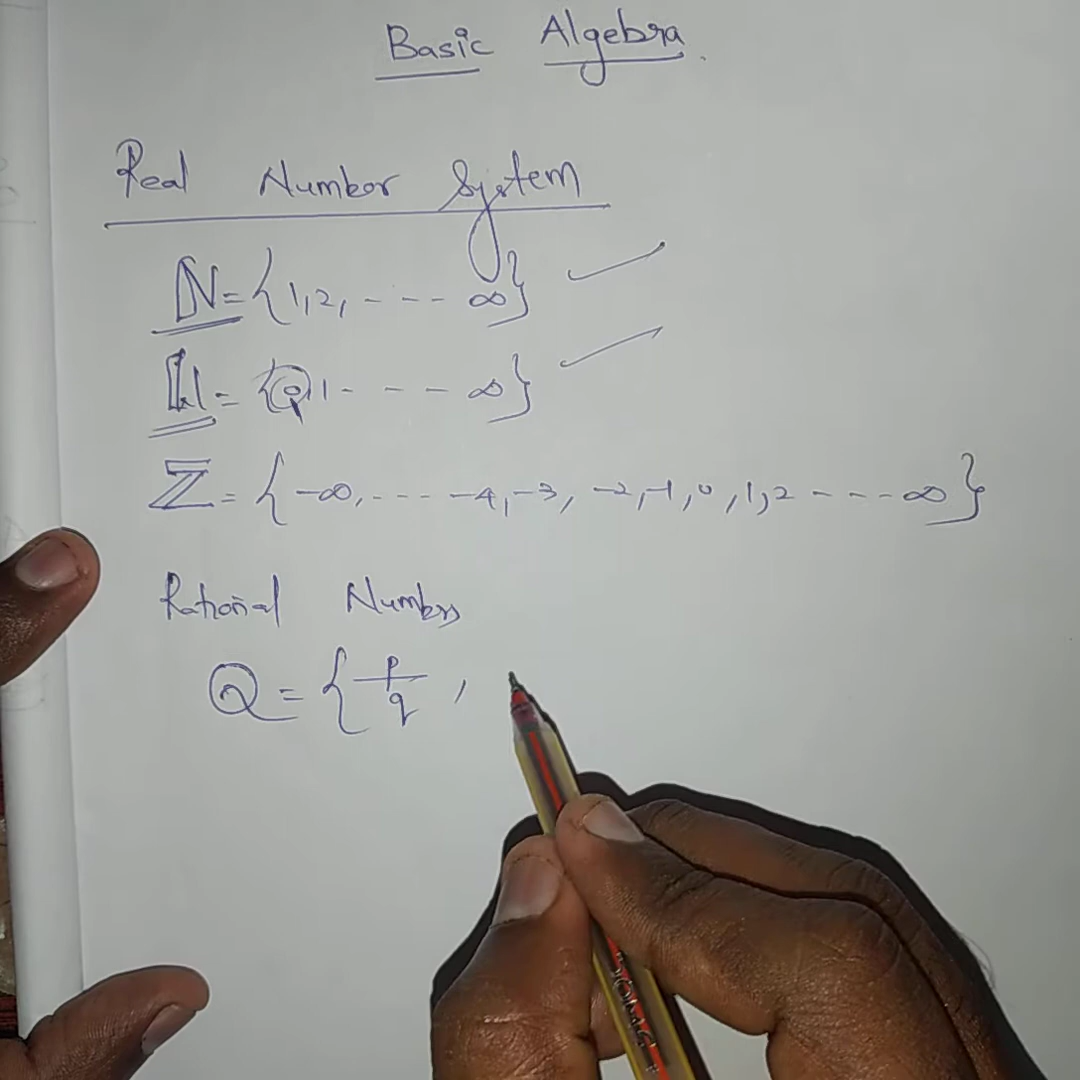 Basic Algebra.
Real Number System
N = {1, 2, - - - - ∞}
W = {0, 1 - - - - ∞}
Z = {-∞, - - - - -4, -3, -2, -1, 0, 1, 2 - - - - ∞}
Rational Numbers
Q = {p/q ,